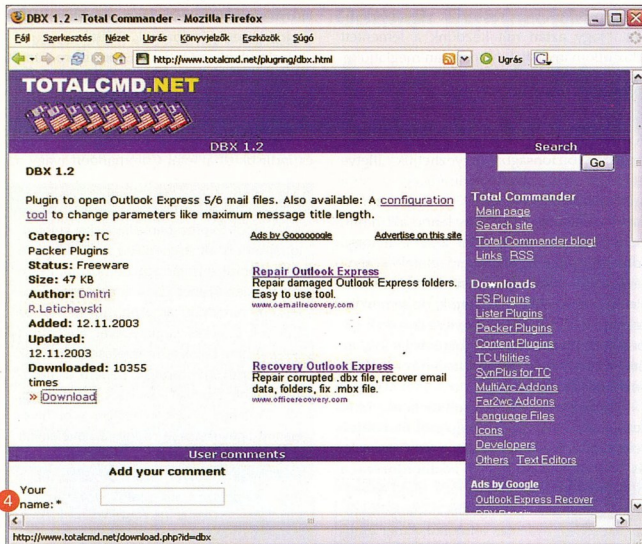 DBX 1.2 - Total Commander - Mozilla Firefox
Fájl Szerkesztés Nézet Ugrás Könyvjelzők Eszközök Súgó
http://www.totalcmd.net/plugring/dbx.html Ugrás
TOTALCMD.NET
DBX 1.2
Search
Go
DBX 1.2
Plugin to open Outlook Express 5/6 mail files. Also available: A configuration
tool to change parameters like maximum message title length.
Category: TC
Packer Plugins
Status: Freeware
Size: 47 KB
Author: Dmitri
R.Letichevski
Added: 12.11.2003
Updated:
12.11.2003
Downloaded: 10355
times
» Download
Ads by Goooooogle
Advertise on this site
Repair Outlook Express
Repair damaged Outlook Express folders.
Easy to use tool.
www.oemailrecovery.com
Recovery Outlook Express
Repair corrupted .dbx file, recover email
data, folders, fix .mbx file.
www.officerecovery.com
Total Commander
Main page
Search site
Total Commander blog!
Links RSS
Downloads
FS Plugins
Lister Plugins
Packer Plugins
Content Plugins
TC Utilities
SynPlus for TC
MultiArc Addons
Far2wc Addons
Language Files
Icons
Developers
Others Text Editors
Ads by Google
Outlook Express Recover
User comments
Add your comment
4
Your
name:*
http://www.totalcmd.net/download.php?id=dbx